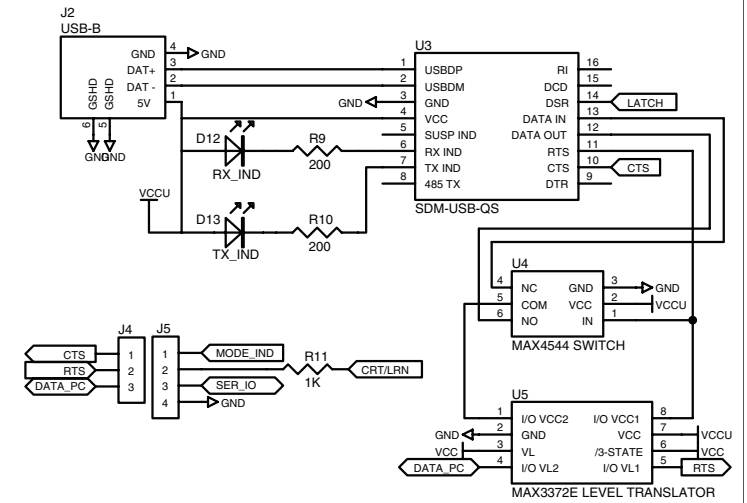 J2
USB-B
GND 4 GND
DAT+ 3
DAT - 2
5V 1
GSHD GSHD
6 5
GND GND
U3
1 USBDP RI 16
2 USBDM DCD 15
GND 3 GND DSR 14 LATCH
4 VCC DATA IN 13
5 SUSP IND DATA OUT 12
6 RX IND RTS 11
7 TX IND CTS 10 CTS
8 485 TX DTR 9
SDM-USB-QS
D12 R9
RX_IND 200
VCCU
D13 R10
TX_IND 200
U4
4 NC GND 3 GND
5 COM VCC 2 VCCU
6 NO IN 1
MAX4544 SWITCH
J4 J5
CTS 1 1 MODE_IND
RTS 2 2 R11 CRT/LRN
1K
DATA_PC 3 3 SER_IO
4 GND
U5
1 I/O VCC2 I/O VCC1 8
GND 2 GND VCC 7 VCCU
VCC 3 VL /3-STATE 6 VCC
DATA_PC 4 I/O VL2 I/O VL1 5 RTS
MAX3372E LEVEL TRANSLATOR